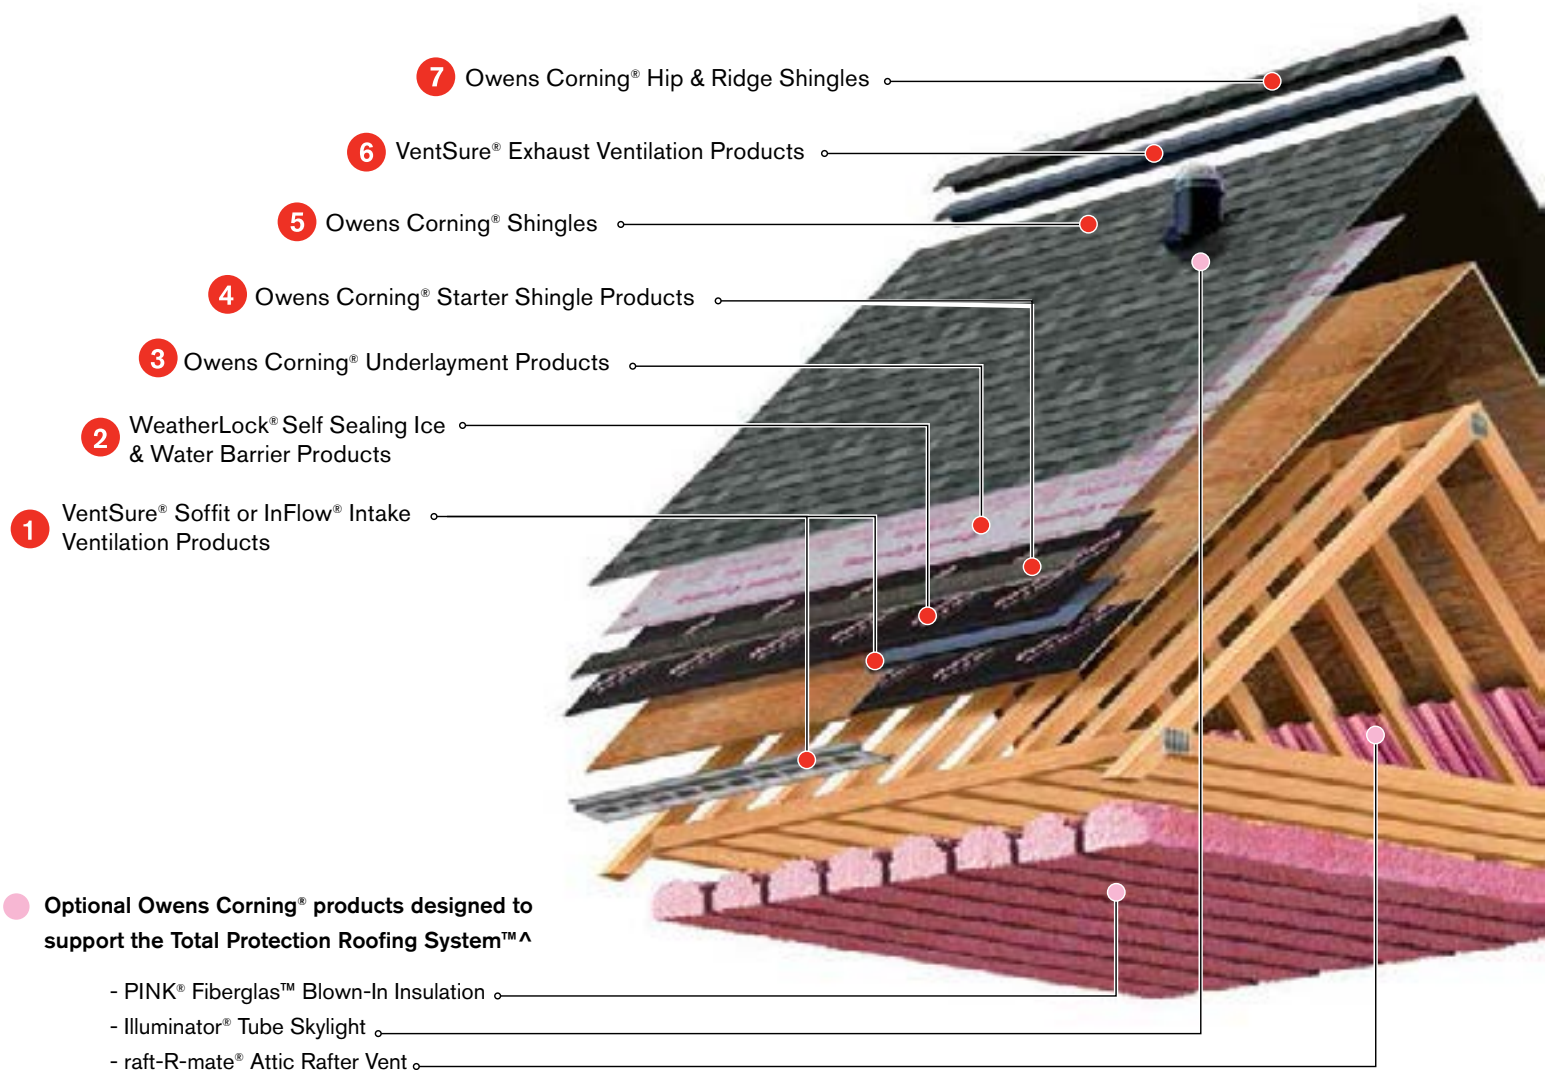 7 Owens Corning® Hip & Ridge Shingles
6 VentSure® Exhaust Ventilation Products
5 Owens Corning® Shingles
4 Owens Corning® Starter Shingle Products
3 Owens Corning® Underlayment Products
2 WeatherLock® Self Sealing Ice
& Water Barrier Products
1 VentSure® Soffit or InFlow® Intake
Ventilation Products
Optional Owens Corning® products designed to
support the Total Protection Roofing System™^
- PINK® Fiberglas™ Blown-In Insulation
- Illuminator® Tube Skylight
- raft-R-mate® Attic Rafter Vent